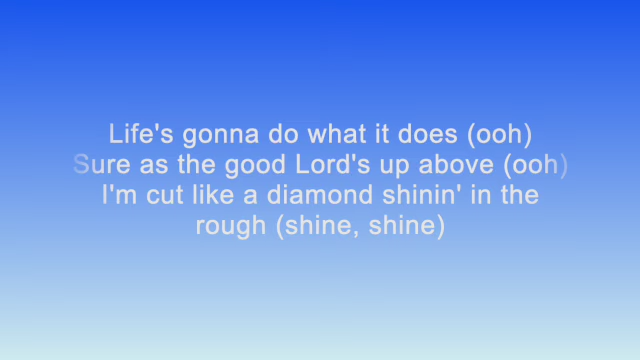 Life's gonna do what it does (ooh)
Sure as the good Lord's up above (ooh)
I'm cut like a diamond shinin' in the
rough (shine, shine)